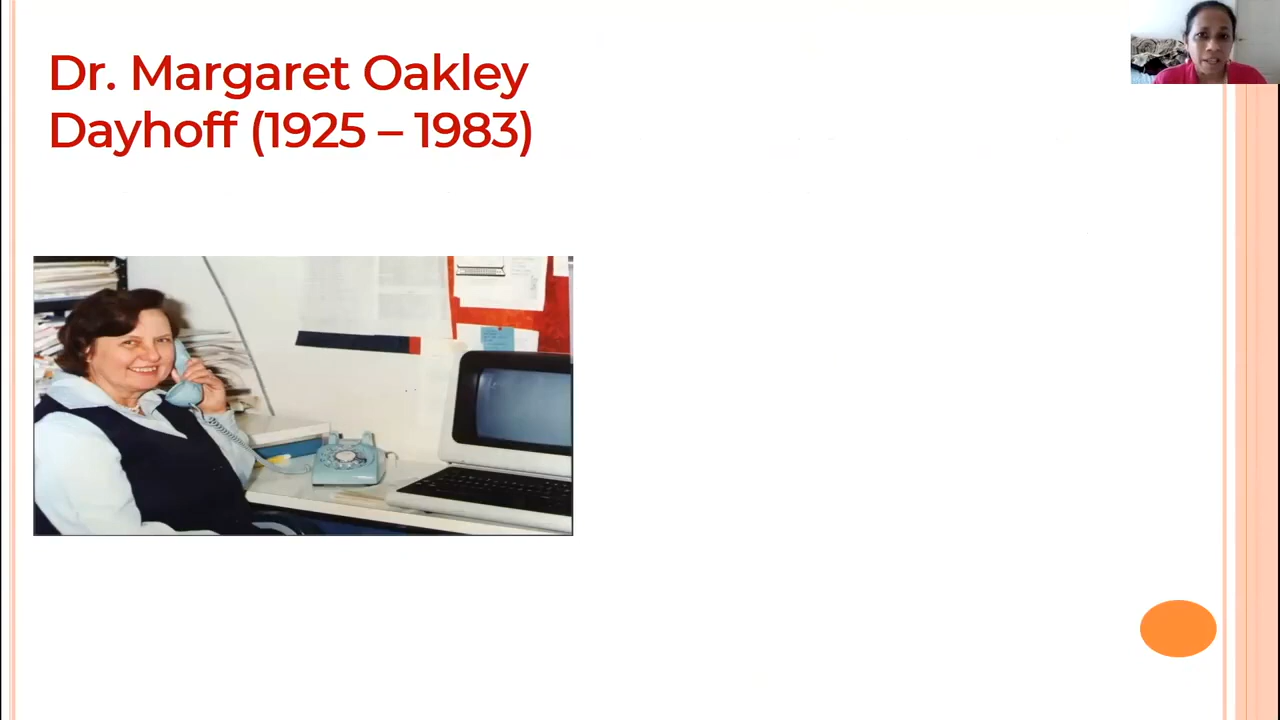 Dr. Margaret Oakley
Dayhoff (1925 – 1983)